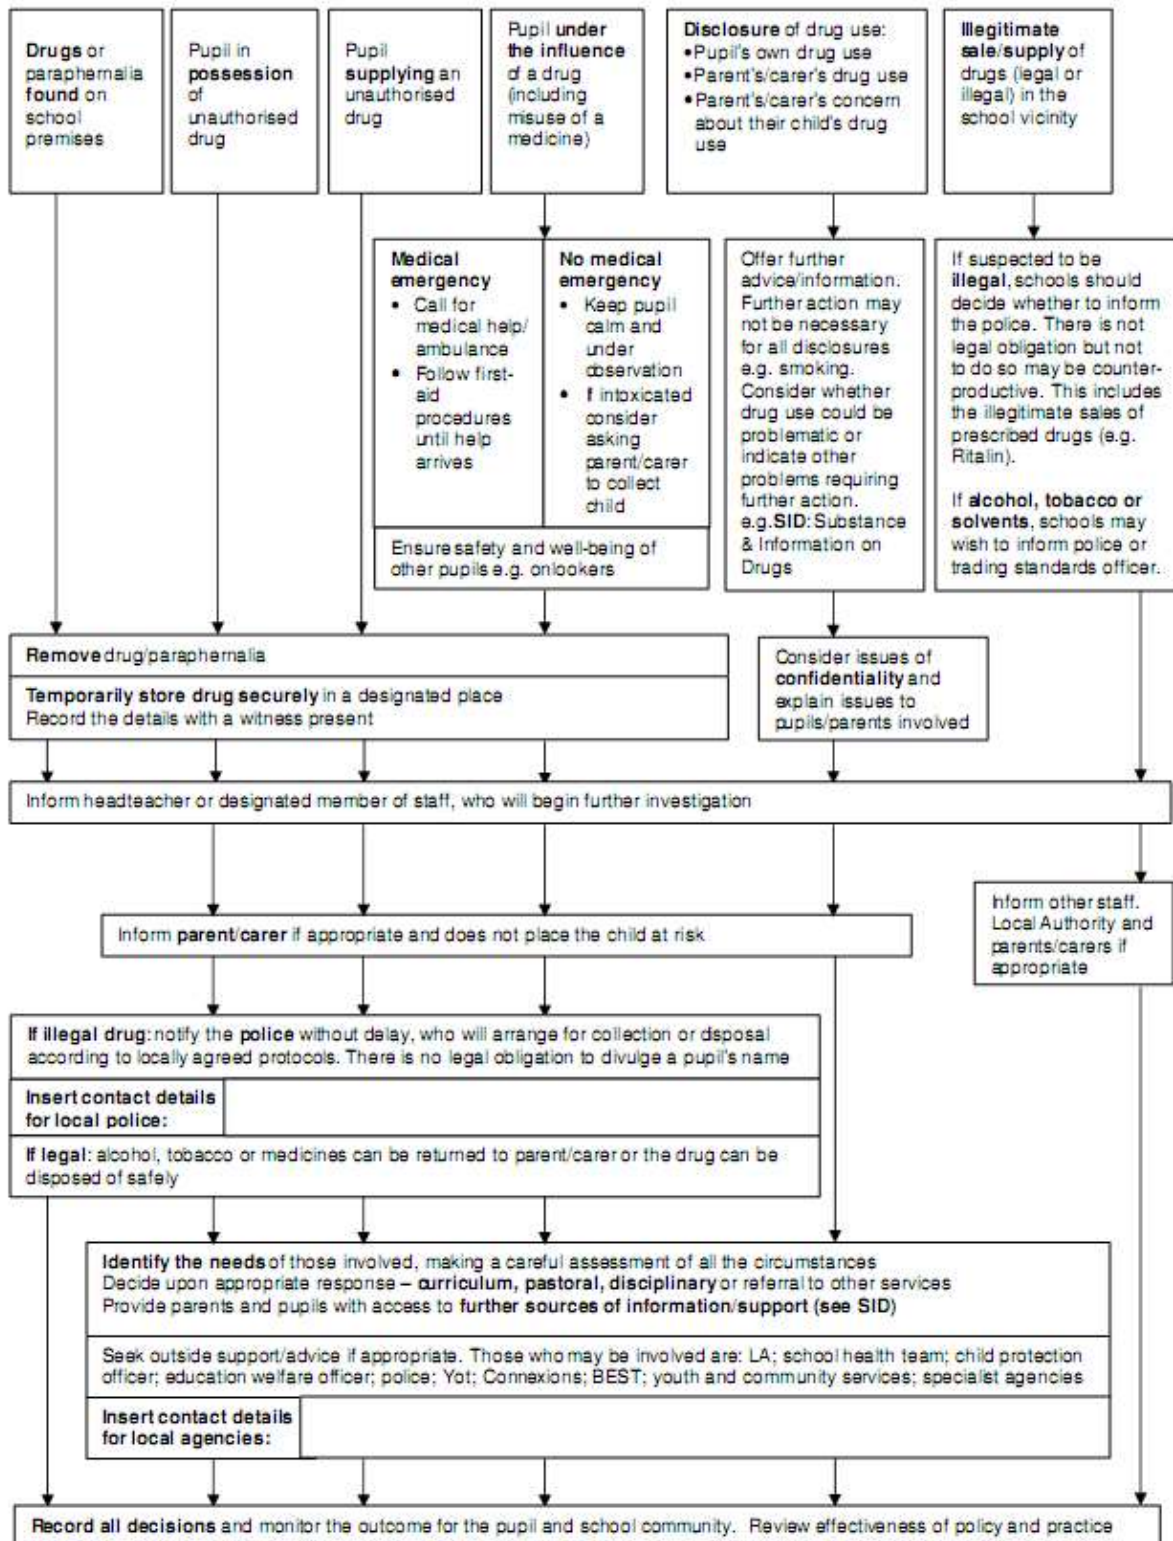 Drugs or
paraphernalia
found on
school
premises
Pupil in
possession
of
unauthorised
drug
Pupil
supplying an
unauthorised
drug
Pupil under
the influence
of a drug
(including
misuse of a
medicine)
Disclosure of drug use:
•Pupil's own drug use
•Parent's/carer's drug use
•Parent's/carer's concern
about their child's drug
use
Illegitimate
sale/supply of
drugs (legal or
illegal) in the
school vicinity
Medical
emergency
• Call for
medical help/
ambulance
• Follow first-
aid
procedures
until help
arrives
No medical
emergency
• Keep pupil
calm and
under
observation
• If intoxicated
consider
asking
parent/carer
to collect
child
Ensure safety and well-being of
other pupils e.g. onlookers
Offer further
advice/information.
Further action may
not be necessary
for all disclosures
e.g. smoking.
Consider whether
drug use could be
problematic or
indicate other
problems requiring
further action.
e.g.SID: Substance
& Information on
Drugs
If suspected to be
illegal, schools should
decide whether to inform
the police. There is not
legal obligation but not
to do so may be counter-
productive. This includes
the illegitimate sales of
prescribed drugs (e.g.
Ritalin).
If alcohol, tobacco or
solvents, schools may
wish to inform police or
trading standards officer.
Remove drug/paraphernalia
Temporarily store drug securely in a designated place
Record the details with a witness present
Consider issues of
confidentiality and
explain issues to
pupils/parents involved
Inform headteacher or designated member of staff, who will begin further investigation
Inform parent/carer if appropriate and does not place the child at risk
Inform other staff.
Local Authority and
parents/carers if
appropriate
If illegal drug: notify the police without delay, who will arrange for collection or disposal
according to locally agreed protocols. There is no legal obligation to divulge a pupil's name
Insert contact details
for local police:
If legal: alcohol, tobacco or medicines can be returned to parent/carer or the drug can be
disposed of safely
Identify the needs of those involved, making a careful assessment of all the circumstances
Decide upon appropriate response – curriculum, pastoral, disciplinary or referral to other services
Provide parents and pupils with access to further sources of information/support (see SID)
Seek outside support/advice if appropriate. Those who may be involved are: LA; school health team; child protection
officer; education welfare officer; police; Yot; Connexions; BEST; youth and community services; specialist agencies
Insert contact details
for local agencies:
Record all decisions and monitor the outcome for the pupil and school community. Review effectiveness of policy and practice